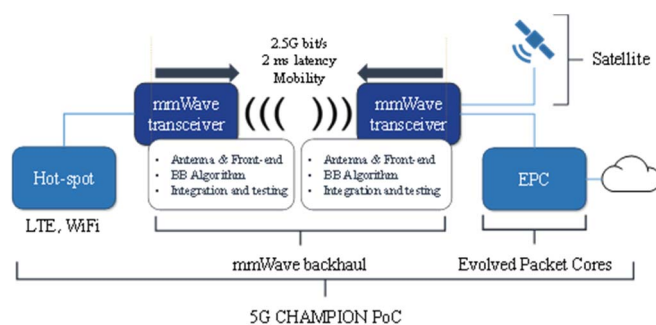 2.5G bit/s
2 ms latency
Mobility
Satellite
mmWave
transceiver
mmWave
transceiver
• Antenna & Front-end
• BB Algorithm
• Integration and testing
• Antenna & Front-end
• BB Algorithm
• Integration and testing
Hot-spot
EPC
LTE, WiFi
mmWave backhaul
Evolved Packet Cores
5G CHAMPION PoC